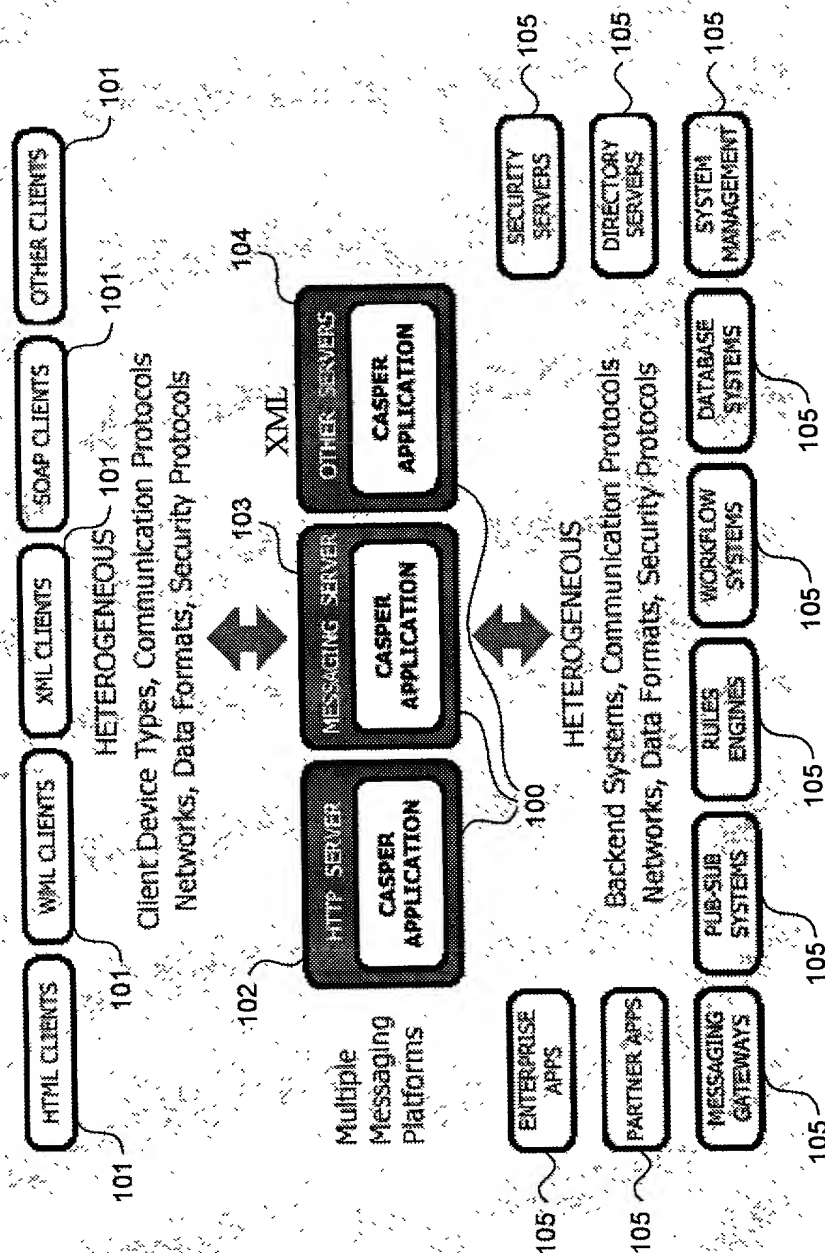 HTML CLIENTS
WML CLIENTS
XML CLIENTS
SOAP CLIENTS
OTHER CLIENTS
101
101
101
101
101
HETEROGENEOUS
Client Device Types, Communication Protocols
Networks, Data Formats, Security Protocols
Multiple
Messaging
Platforms
102
103
104
XML
HTTP SERVER
CASPER
APPLICATION
MESSAGING SERVER
CASPER
APPLICATION
OTHER SERVERS
CASPER
APPLICATION
100
HETEROGENEOUS
Backend Systems, Communication Protocols
Networks, Data Formats, Security Protocols
105
ENTERPRISE
APPS
105
PARTNER APPS
SECURITY
SERVERS
105
DIRECTORY
SERVERS
105
MESSAGING
GATEWAYS
PUB-SUB
SYSTEMS
RULES
ENGINES
WORKFLOW
SYSTEMS
DATABASE
SYSTEMS
SYSTEM
MANAGEMENT
105
105
105
105
105
105